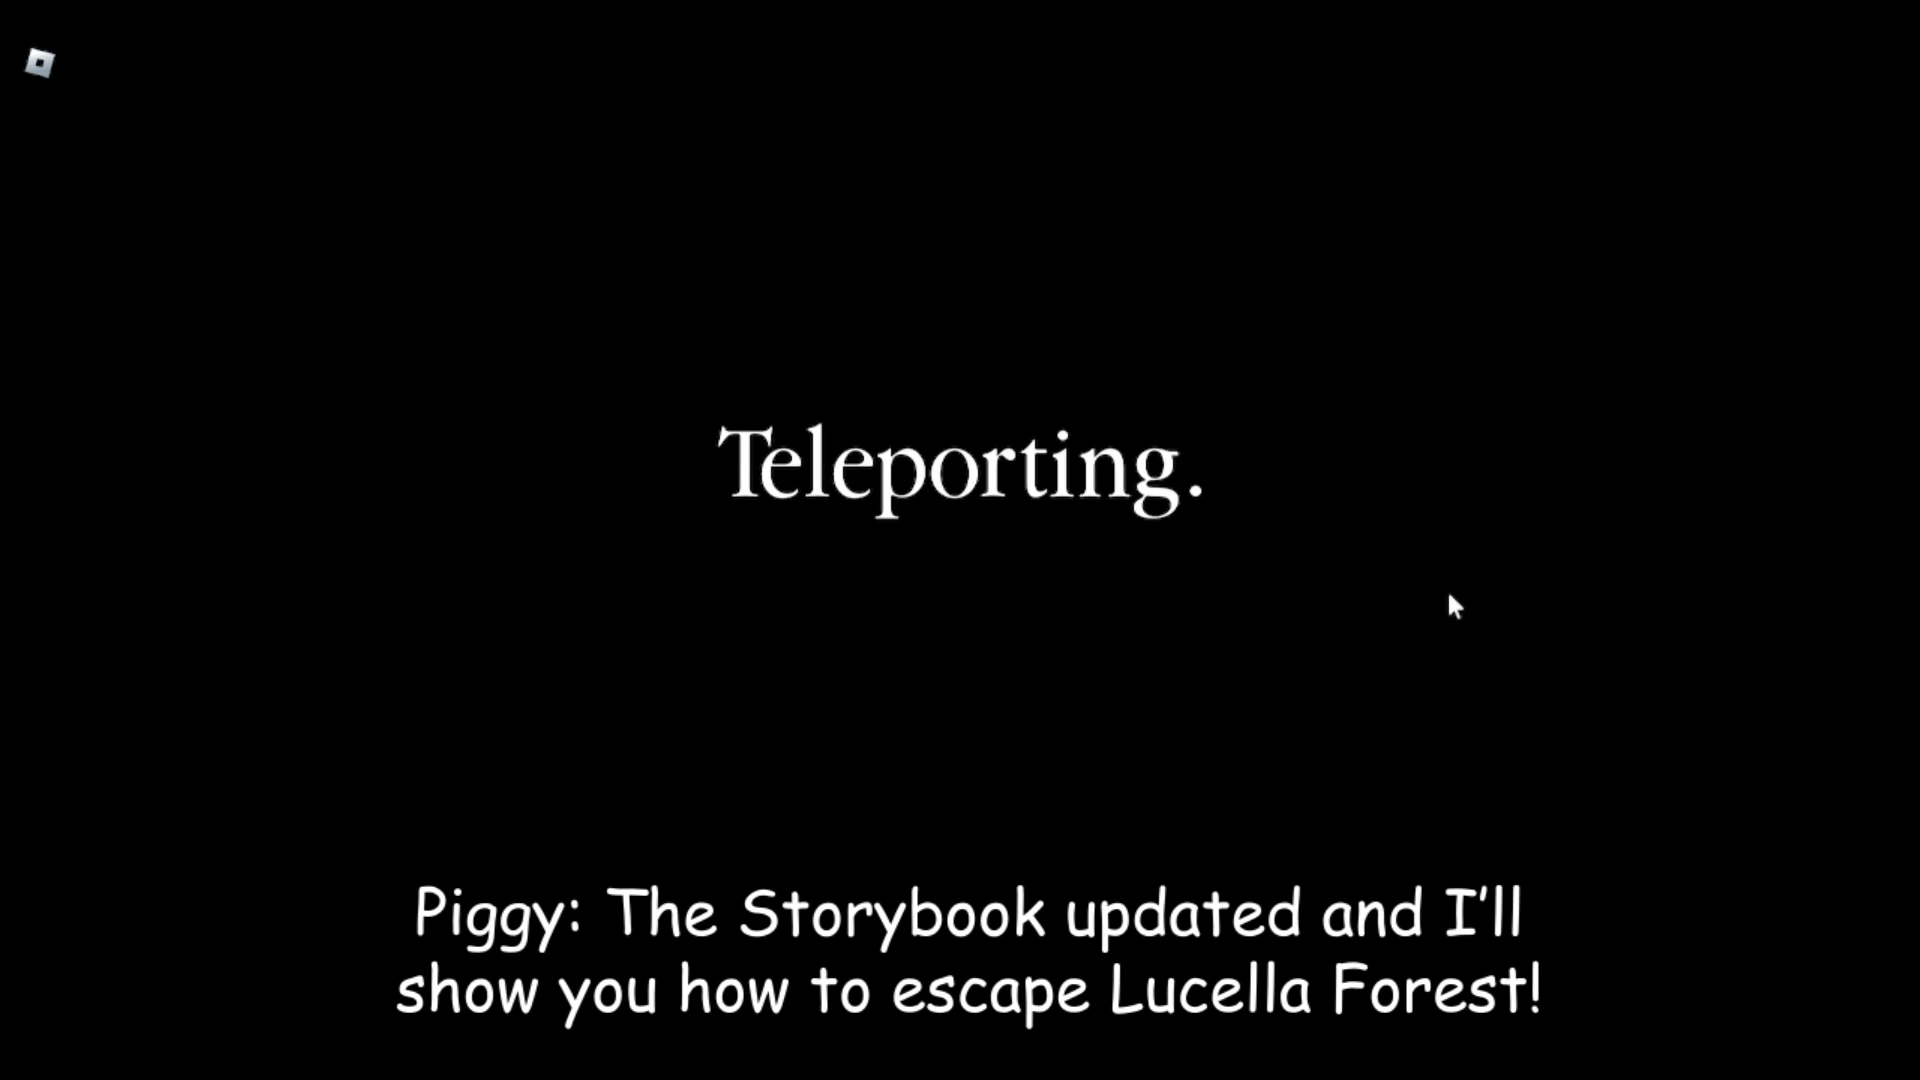 Teleporting.
Piggy: The Storybook updated and I'll
show you how to escape Lucella Forest!